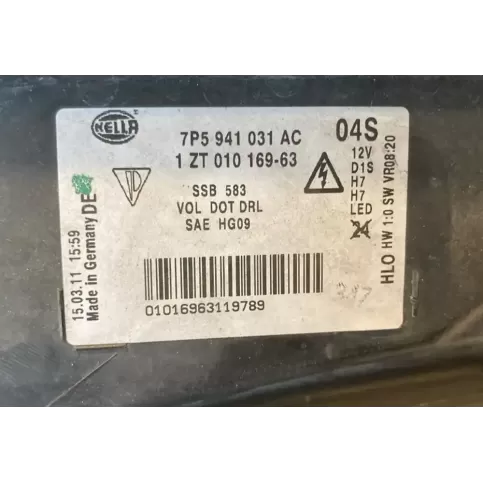 HELLA
7P5 941 031 AC
04S
1 ZT 010 169-63
SSB 583
VOL DOT DRL
SAE HG09
12V
D1S
H7
H7
LED
24
HLO HW 1:0 SW VR08:20
15.03.11 15:59
Made in Germany DE
01016963119789